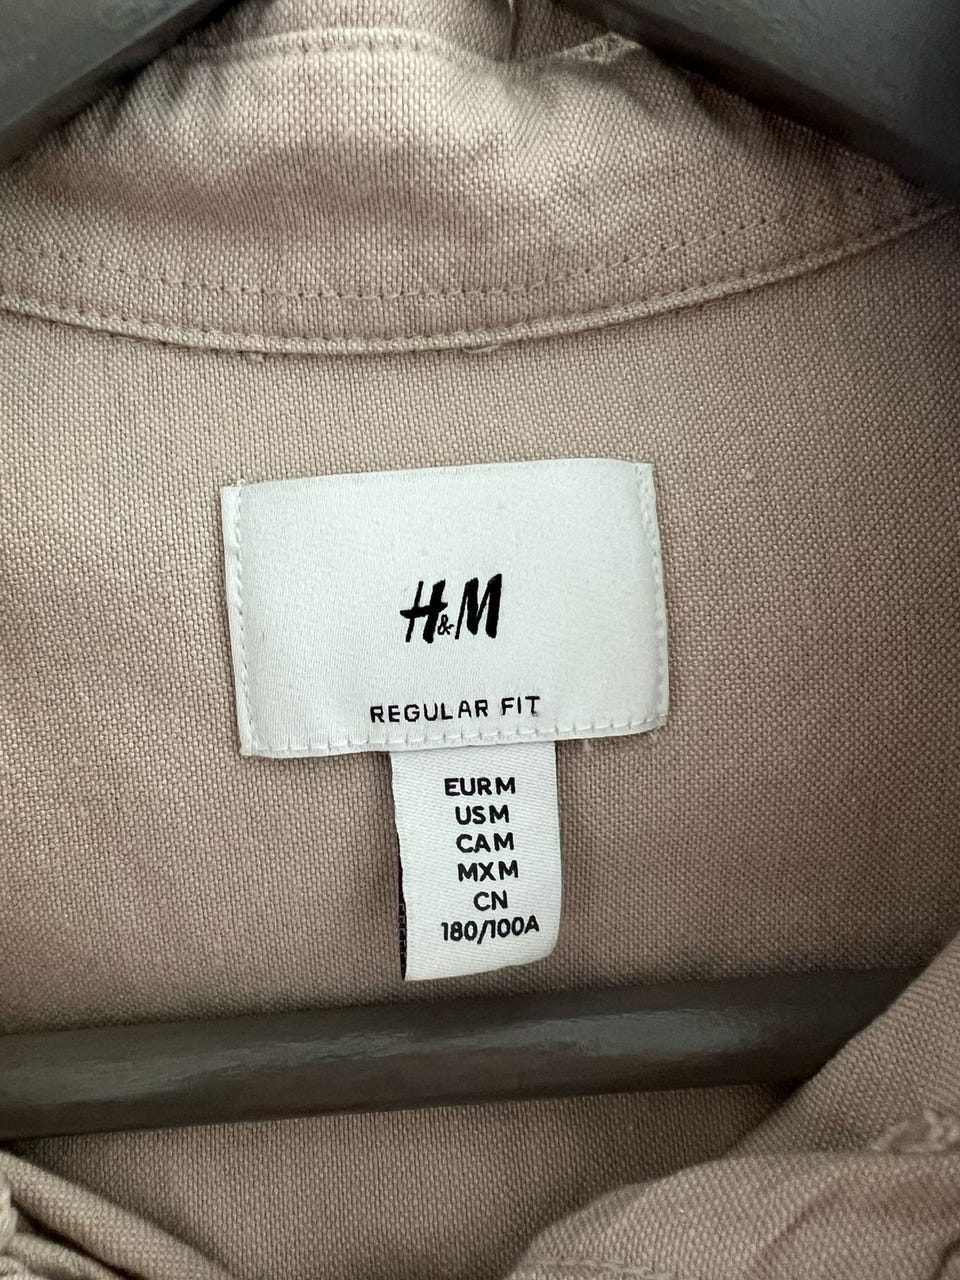 H&M
REGULAR FIT
EUR M
US M
CA M
MX M
CN
180/100A